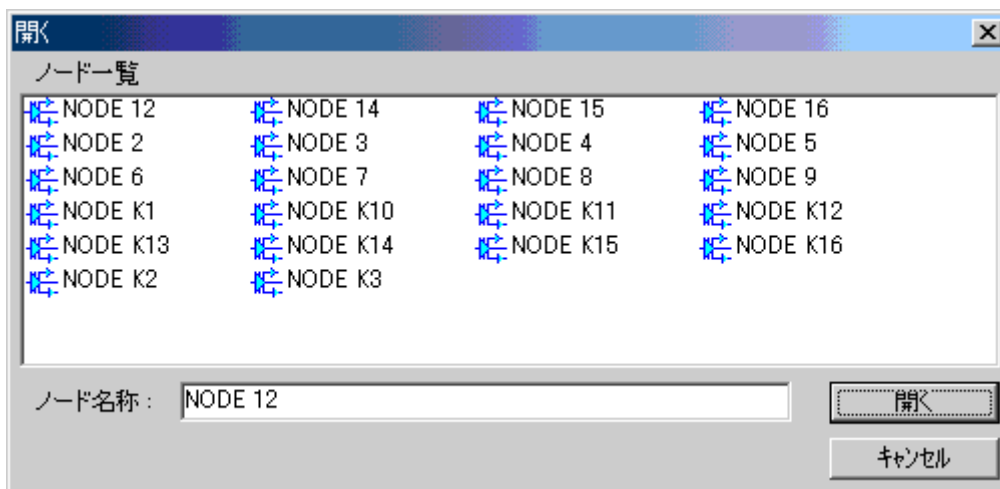 開く
ノード一覧
NODE 12 NODE 14 NODE 15 NODE 16
NODE 2 NODE 3 NODE 4 NODE 5
NODE 6 NODE 7 NODE 8 NODE 9
NODE K1 NODE K10 NODE K11 NODE K12
NODE K13 NODE K14 NODE K15 NODE K16
NODE K2 NODE K3
ノード名称: NODE 12 開く
キャンセル